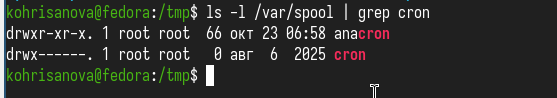 kohrisanova@fedora:/tmp$ ls -l /var/spool | grep cron
drwxr-xr-x. 1 root root  66 окт 23 06:58 anacron
drwx------. 1 root root   0 авг  6  2025 cron
kohrisanova@fedora:/tmp$